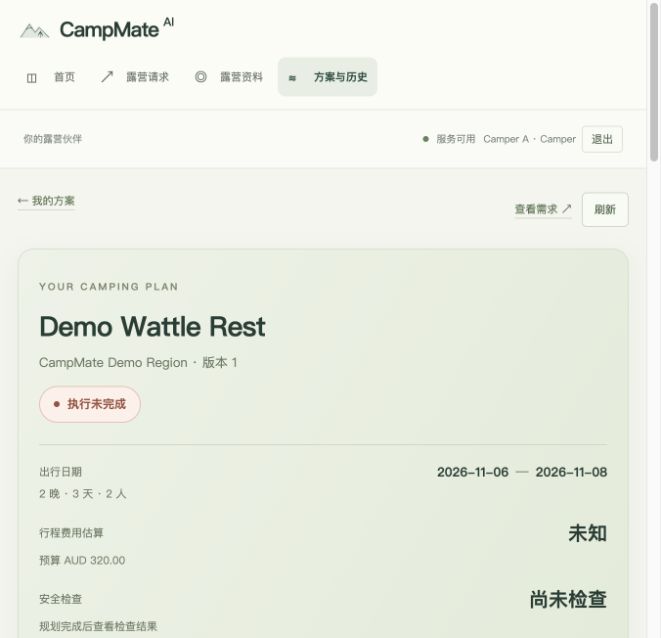 CampMate AI
首页
露营请求
露营资料
方案与历史
你的露营伙伴
服务可用 Camper A · Camper 退出
← 我的方案
查看需求 ↗ 刷新
YOUR CAMPING PLAN
Demo Wattle Rest
CampMate Demo Region · 版本 1
执行未完成
出行日期
2026-11-06 — 2026-11-08
2 晚 · 3 天 · 2 人
行程费用估算
未知
预算 AUD 320.00
安全检查
尚未检查
规划完成后查看检查结果